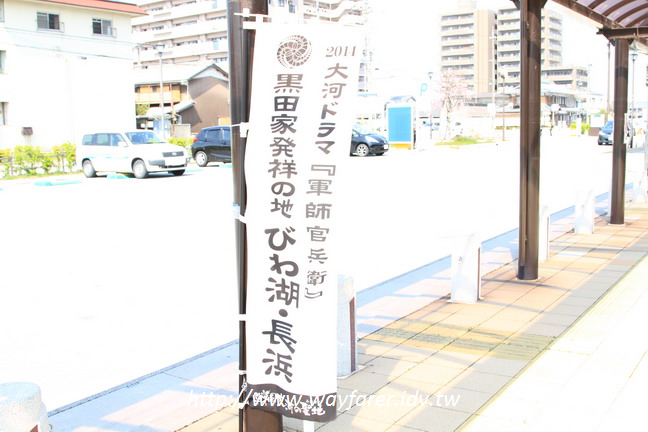 2014 大河ドラマ『軍師官兵衛』
黒田家発祥の地 びわ湖・長浜
http://www.wayfarer.idv.tw